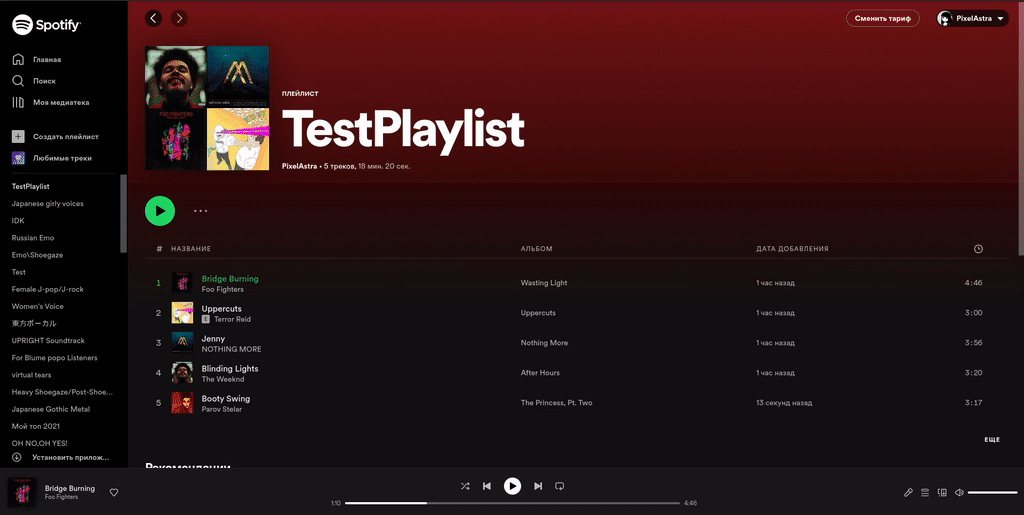 Spotify
Главная
Поиск
Моя медиатека
Создать плейлист
Любимые треки
TestPlaylist
Japanese girly voices
IDK
Russian Emo
Emo\Shoegaze
Test
Female J-pop/J-rock
Women's Voice
東方ボーカル
UPRIGHT Soundtrack
For Blume popo Listeners
virtual tears
Heavy Shoegaze/Post-Shoe...
Japanese Gothic Metal
Мой топ 2021
OH NO,OH YES!
Установить прилож...
Сменить тариф
PixelAstra
FOO FIGHTERS
ПЛЕЙЛИСТ
TestPlaylist
PixelAstra • 5 треков, 18 мин. 20 сек.
# НАЗВАНИЕ АЛЬБОМ ДАТА ДОБАВЛЕНИЯ
1 Bridge Burning Wasting Light 1 час назад 4:46
Foo Fighters
2 Uppercuts Uppercuts 1 час назад 3:00
E Terror Reid
3 Jenny Nothing More 1 час назад 3:56
NOTHING MORE
4 Blinding Lights After Hours 1 час назад 3:20
The Weeknd
5 Booty Swing The Princess, Pt. Two 13 секунд назад 3:17
Parov Stelar
ЕЩЕ
Рекомендации
Bridge Burning
Foo Fighters
1:10
4:46